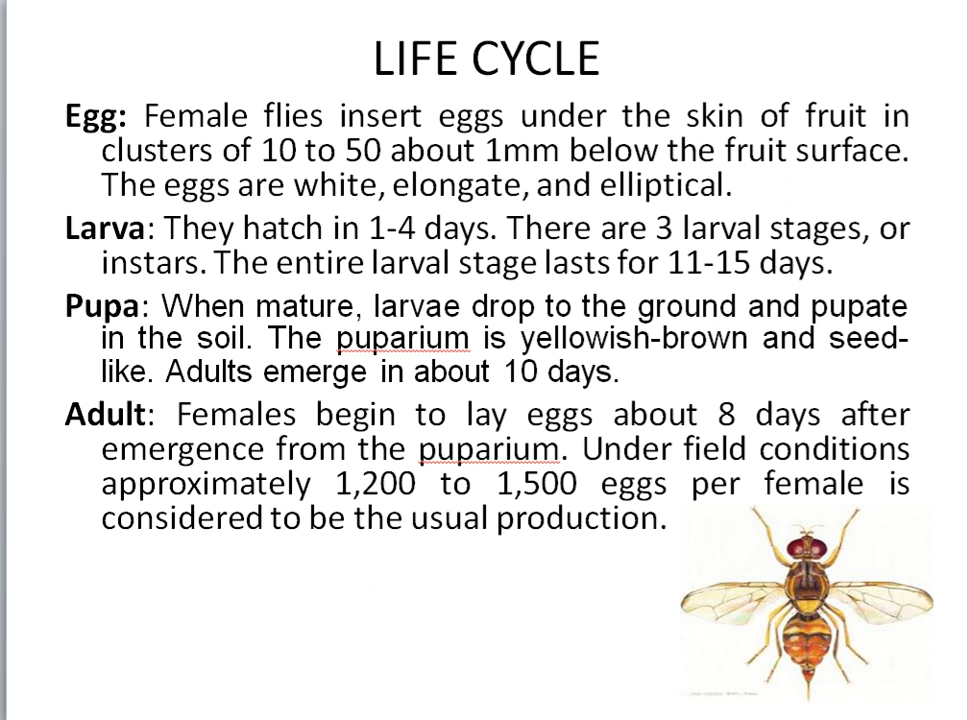 LIFE CYCLE
Egg: Female flies insert eggs under the skin of fruit in
clusters of 10 to 50 about 1mm below the fruit surface.
The eggs are white, elongate, and elliptical.
Larva: They hatch in 1-4 days. There are 3 larval stages, or
instars. The entire larval stage lasts for 11-15 days.
Pupa: When mature, larvae drop to the ground and pupate
in the soil. The puparium is yellowish-brown and seed-
like. Adults emerge in about 10 days.
Adult: Females begin to lay eggs about 8 days after
emergence from the puparium. Under field conditions
approximately 1,200 to 1,500 eggs per female is
considered to be the usual production.